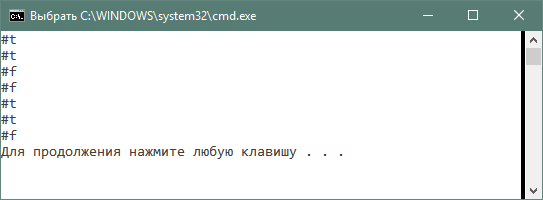 Выбрать C:\WINDOWS\system32\cmd.exe
#t
#t
#f
#f
#t
#t
#f
Для продолжения нажмите любую клавишу . . .